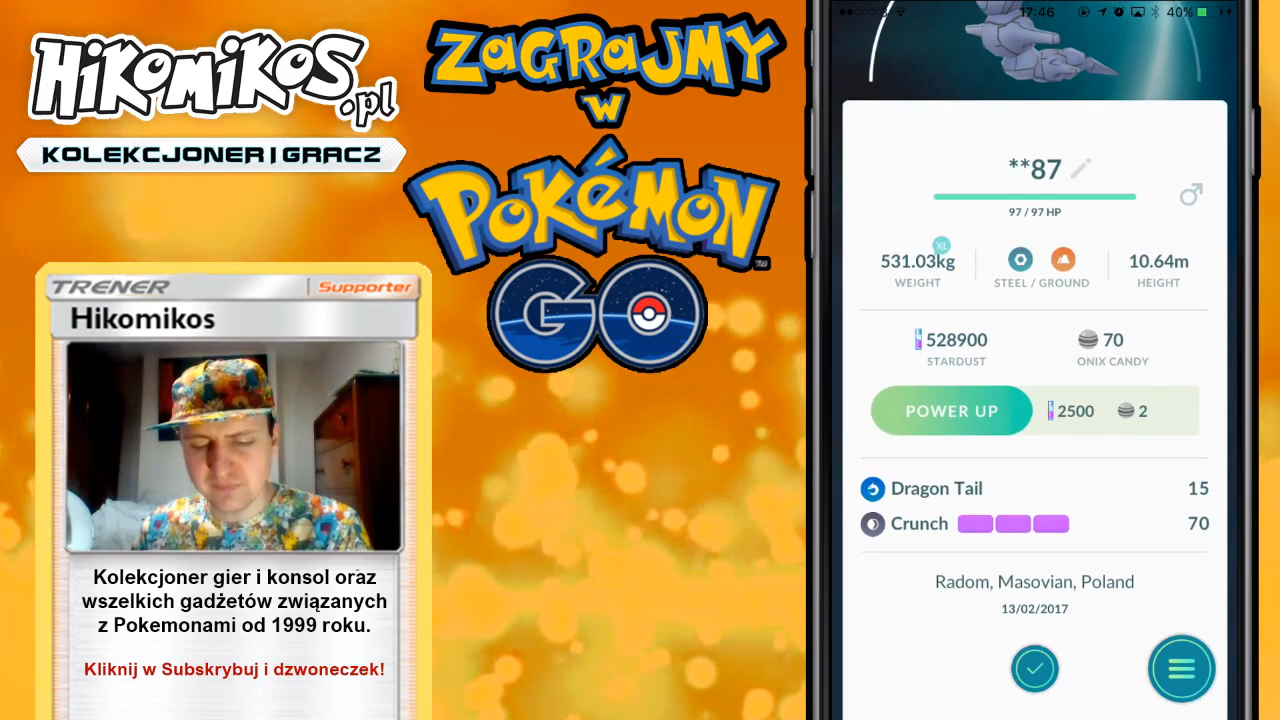 HiKoMiKoS.pl
KOLEKCJONER I GRACZ
ZAGRAJMY
W
POKéMON
™
GO
TRENER
Supporter
Hikomikos
Kolekcjoner gier i konsol oraz
wszelkich gadżetów związanych
z Pokemonami od 1999 roku.
Kliknij w Subskrybuj i dzwoneczek!
17:46
40%
**87
97 / 97 HP
XL
531.03kg
WEIGHT
STEEL / GROUND
10.64m
HEIGHT
528900
STARDUST
70
ONIX CANDY
POWER UP
2500
2
Dragon Tail 15
Crunch 70
Radom, Masovian, Poland
13/02/2017